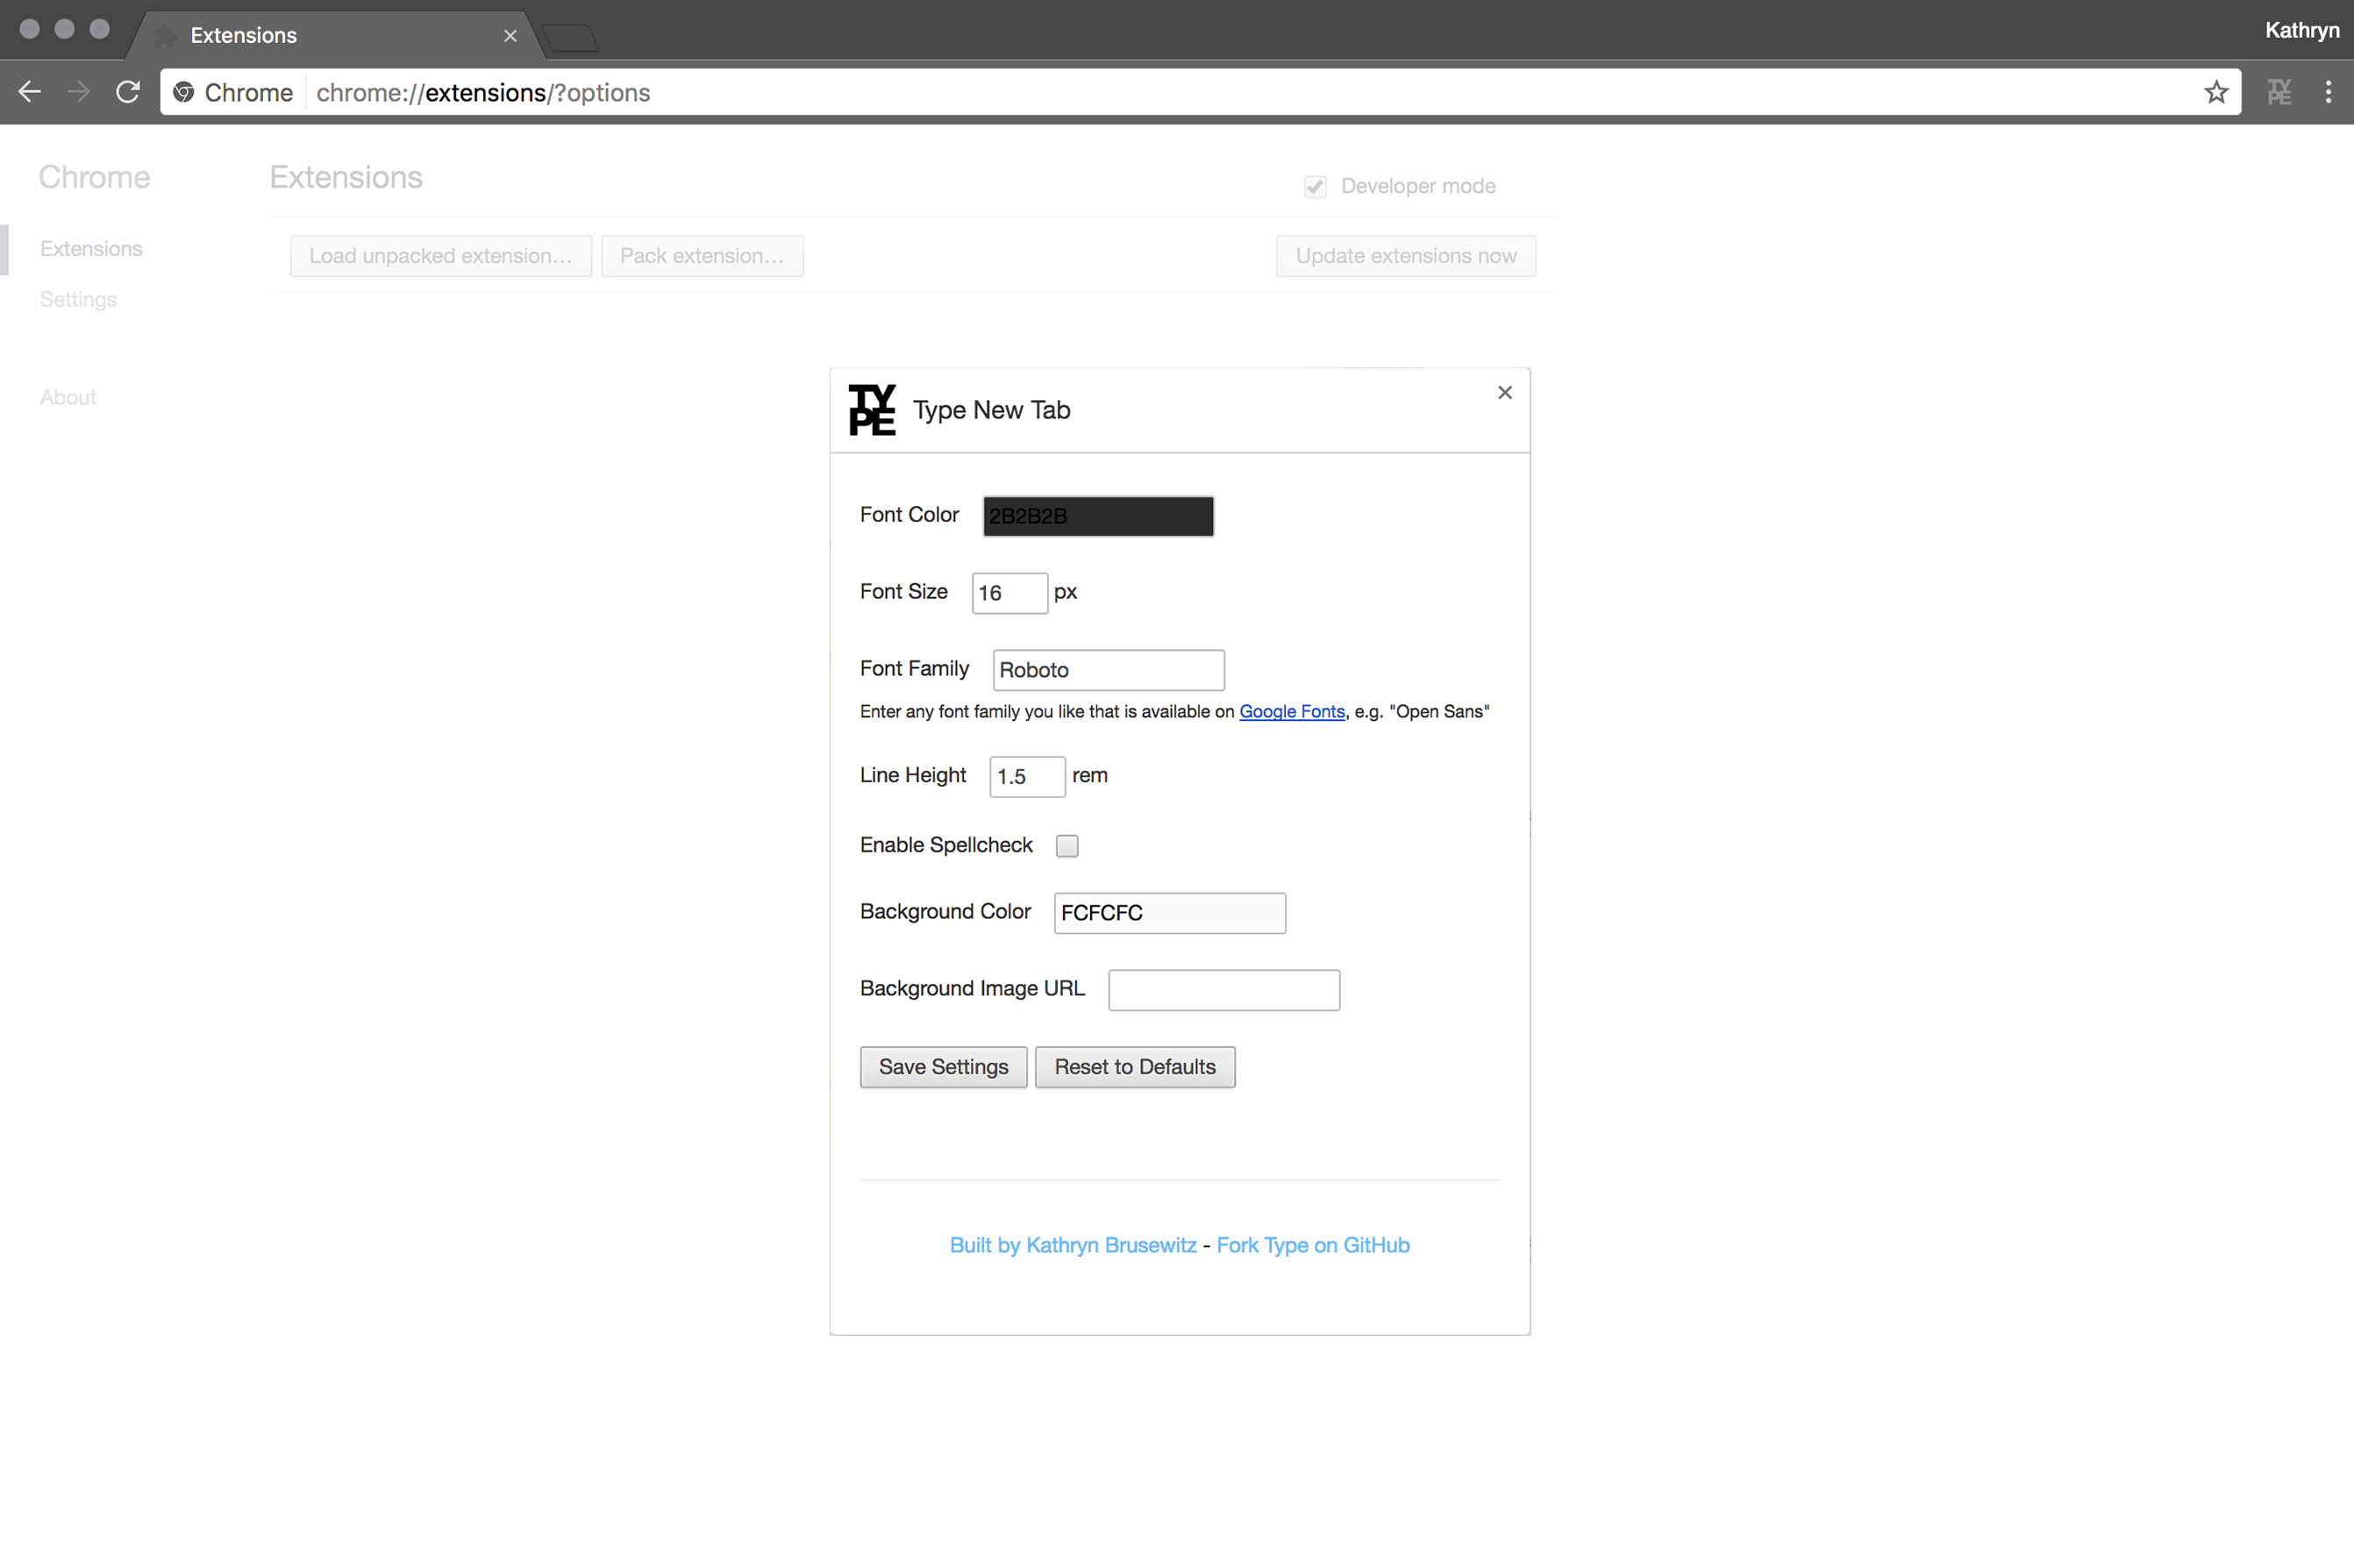 Extensions
Kathryn
Chrome chrome://extensions/?options
TYPE
Chrome
Extensions
Developer mode
Load unpacked extension...
Pack extension...
Update extensions now
Extensions
Settings
About
TYPE Type New Tab
Font Color 2B2B2B
Font Size 16 px
Font Family Roboto
Enter any font family you like that is available on Google Fonts, e.g. "Open Sans"
Line Height 1.5 rem
Enable Spellcheck
Background Color FCFCFC
Background Image URL
Save Settings Reset to Defaults
Built by Kathryn Brusewitz - Fork Type on GitHub